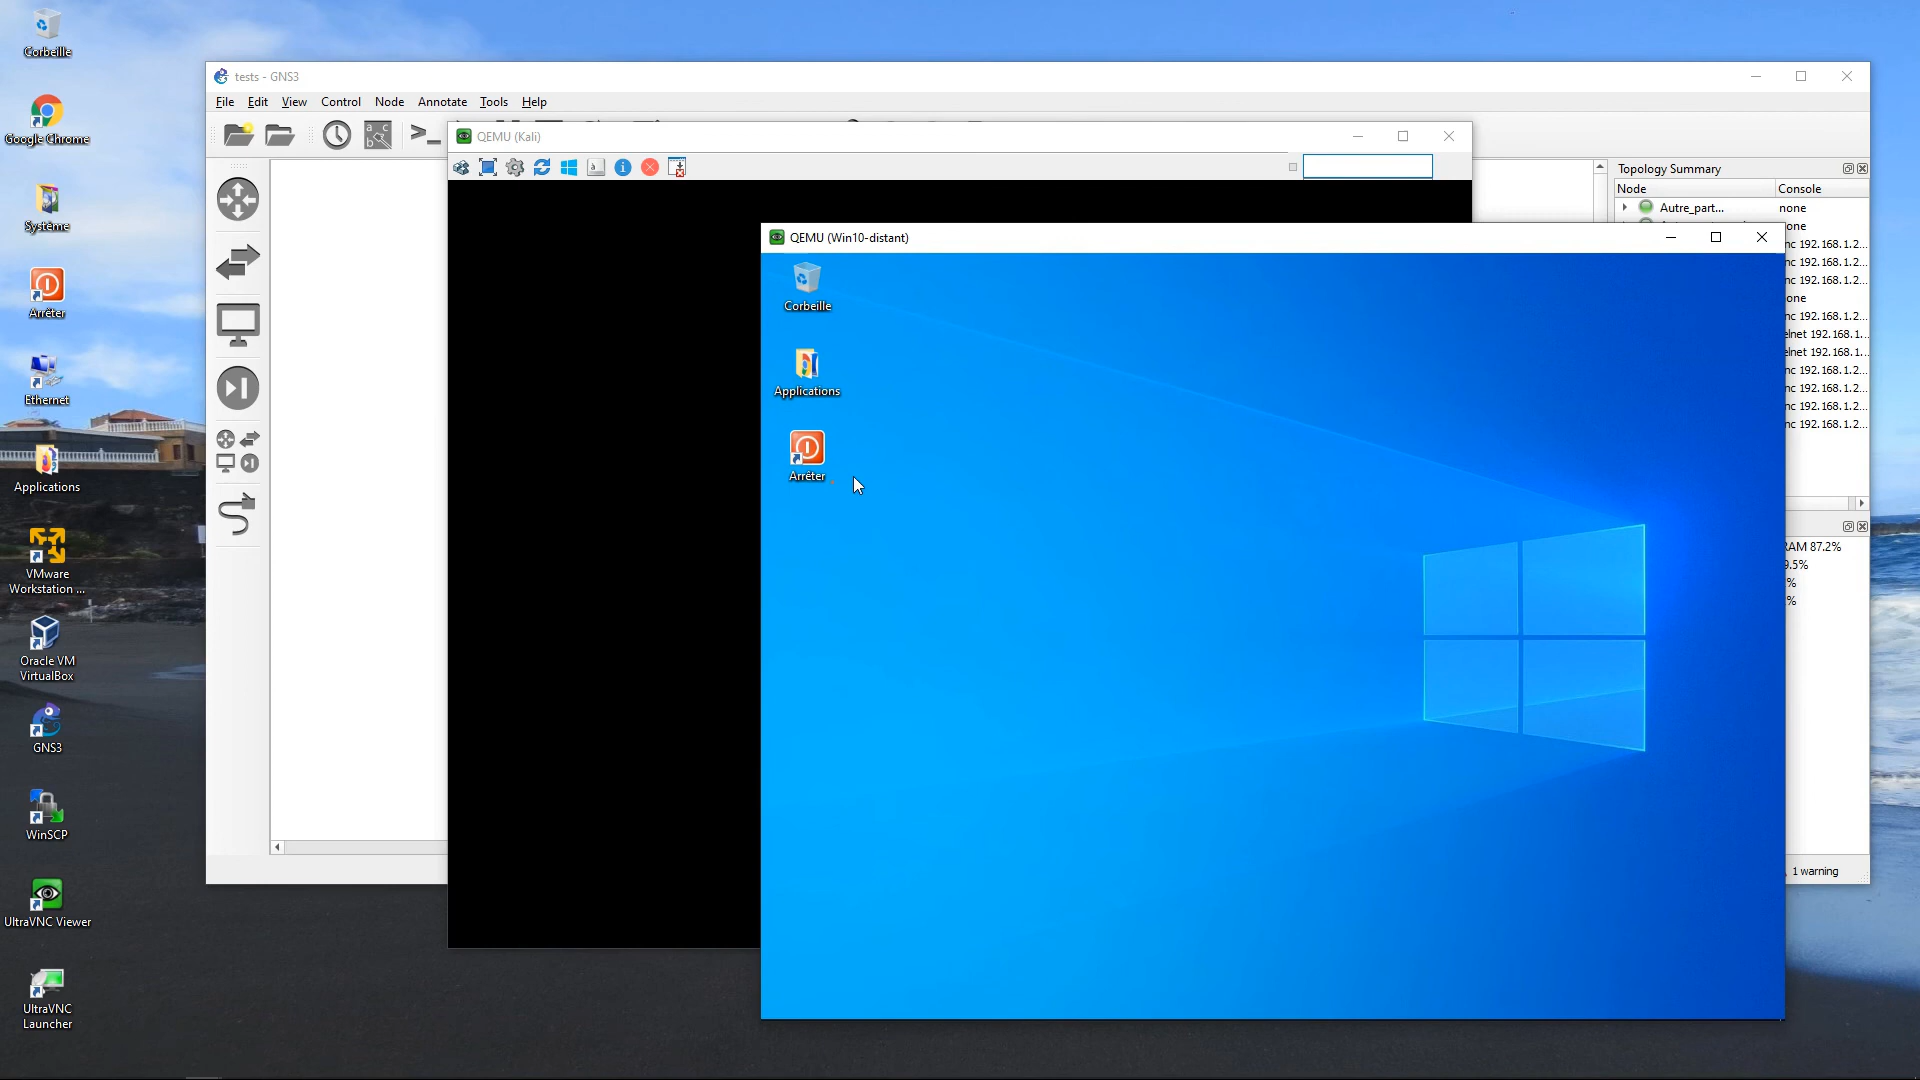 Corbeille
Google Chrome
Système
Arrêter
Ethernet
Applications
VMware
Workstation ...
Oracle VM
VirtualBox
GNS3
WinSCP
UltraVNC Viewer
UltraVNC
Launcher
tests - GNS3
File Edit View Control Node Annotate Tools Help
QEMU (Kali)
QEMU (Win10-distant)
Corbeille
Applications
Arrêter
Topology Summary
Node Console
Autre_part... none
one
nc 192.168.1.2...
nc 192.168.1.2...
nc 192.168.1.2...
one
nc 192.168.1.2...
elnet 192.168.1...
elnet 192.168.1...
nc 192.168.1.2...
nc 192.168.1.2...
nc 192.168.1.2...
nc 192.168.1.2...
RAM 87.2%
9.5%
%
%
1 warning